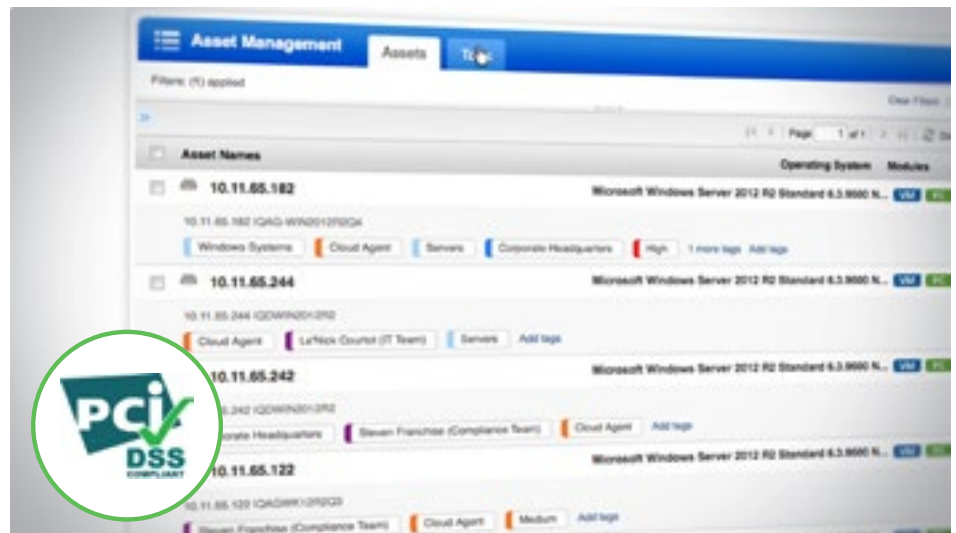 Asset Management
Assets
Filters: (1) applied
Clear Filters
Page 1 of 1
Asset Names
Operating System Modules
10.11.65.182
Microsoft Windows Server 2012 R2 Standard 6.3.9600 N... VM PC
Windows Systems Cloud Agent Servers Corporate Headquarters High 1 more tags Add tags
10.11.65.244
Microsoft Windows Server 2012 R2 Standard 6.3.9600 N... VM PC
Cloud Agent (IT Team) Servers Add tags
10.11.65.242
Microsoft Windows Server 2012 R2 Standard 6.3.9600 N... VM
Headquarters Steven Franchise (Compliance Team) Cloud Agent Add tags
10.11.65.122
Microsoft Windows Server 2012 R2 Standard 6.3.9600 N... VM
Steven Franchise (Compliance Team) Cloud Agent Medium Add tags
PCI
DSS
COMPLIANT